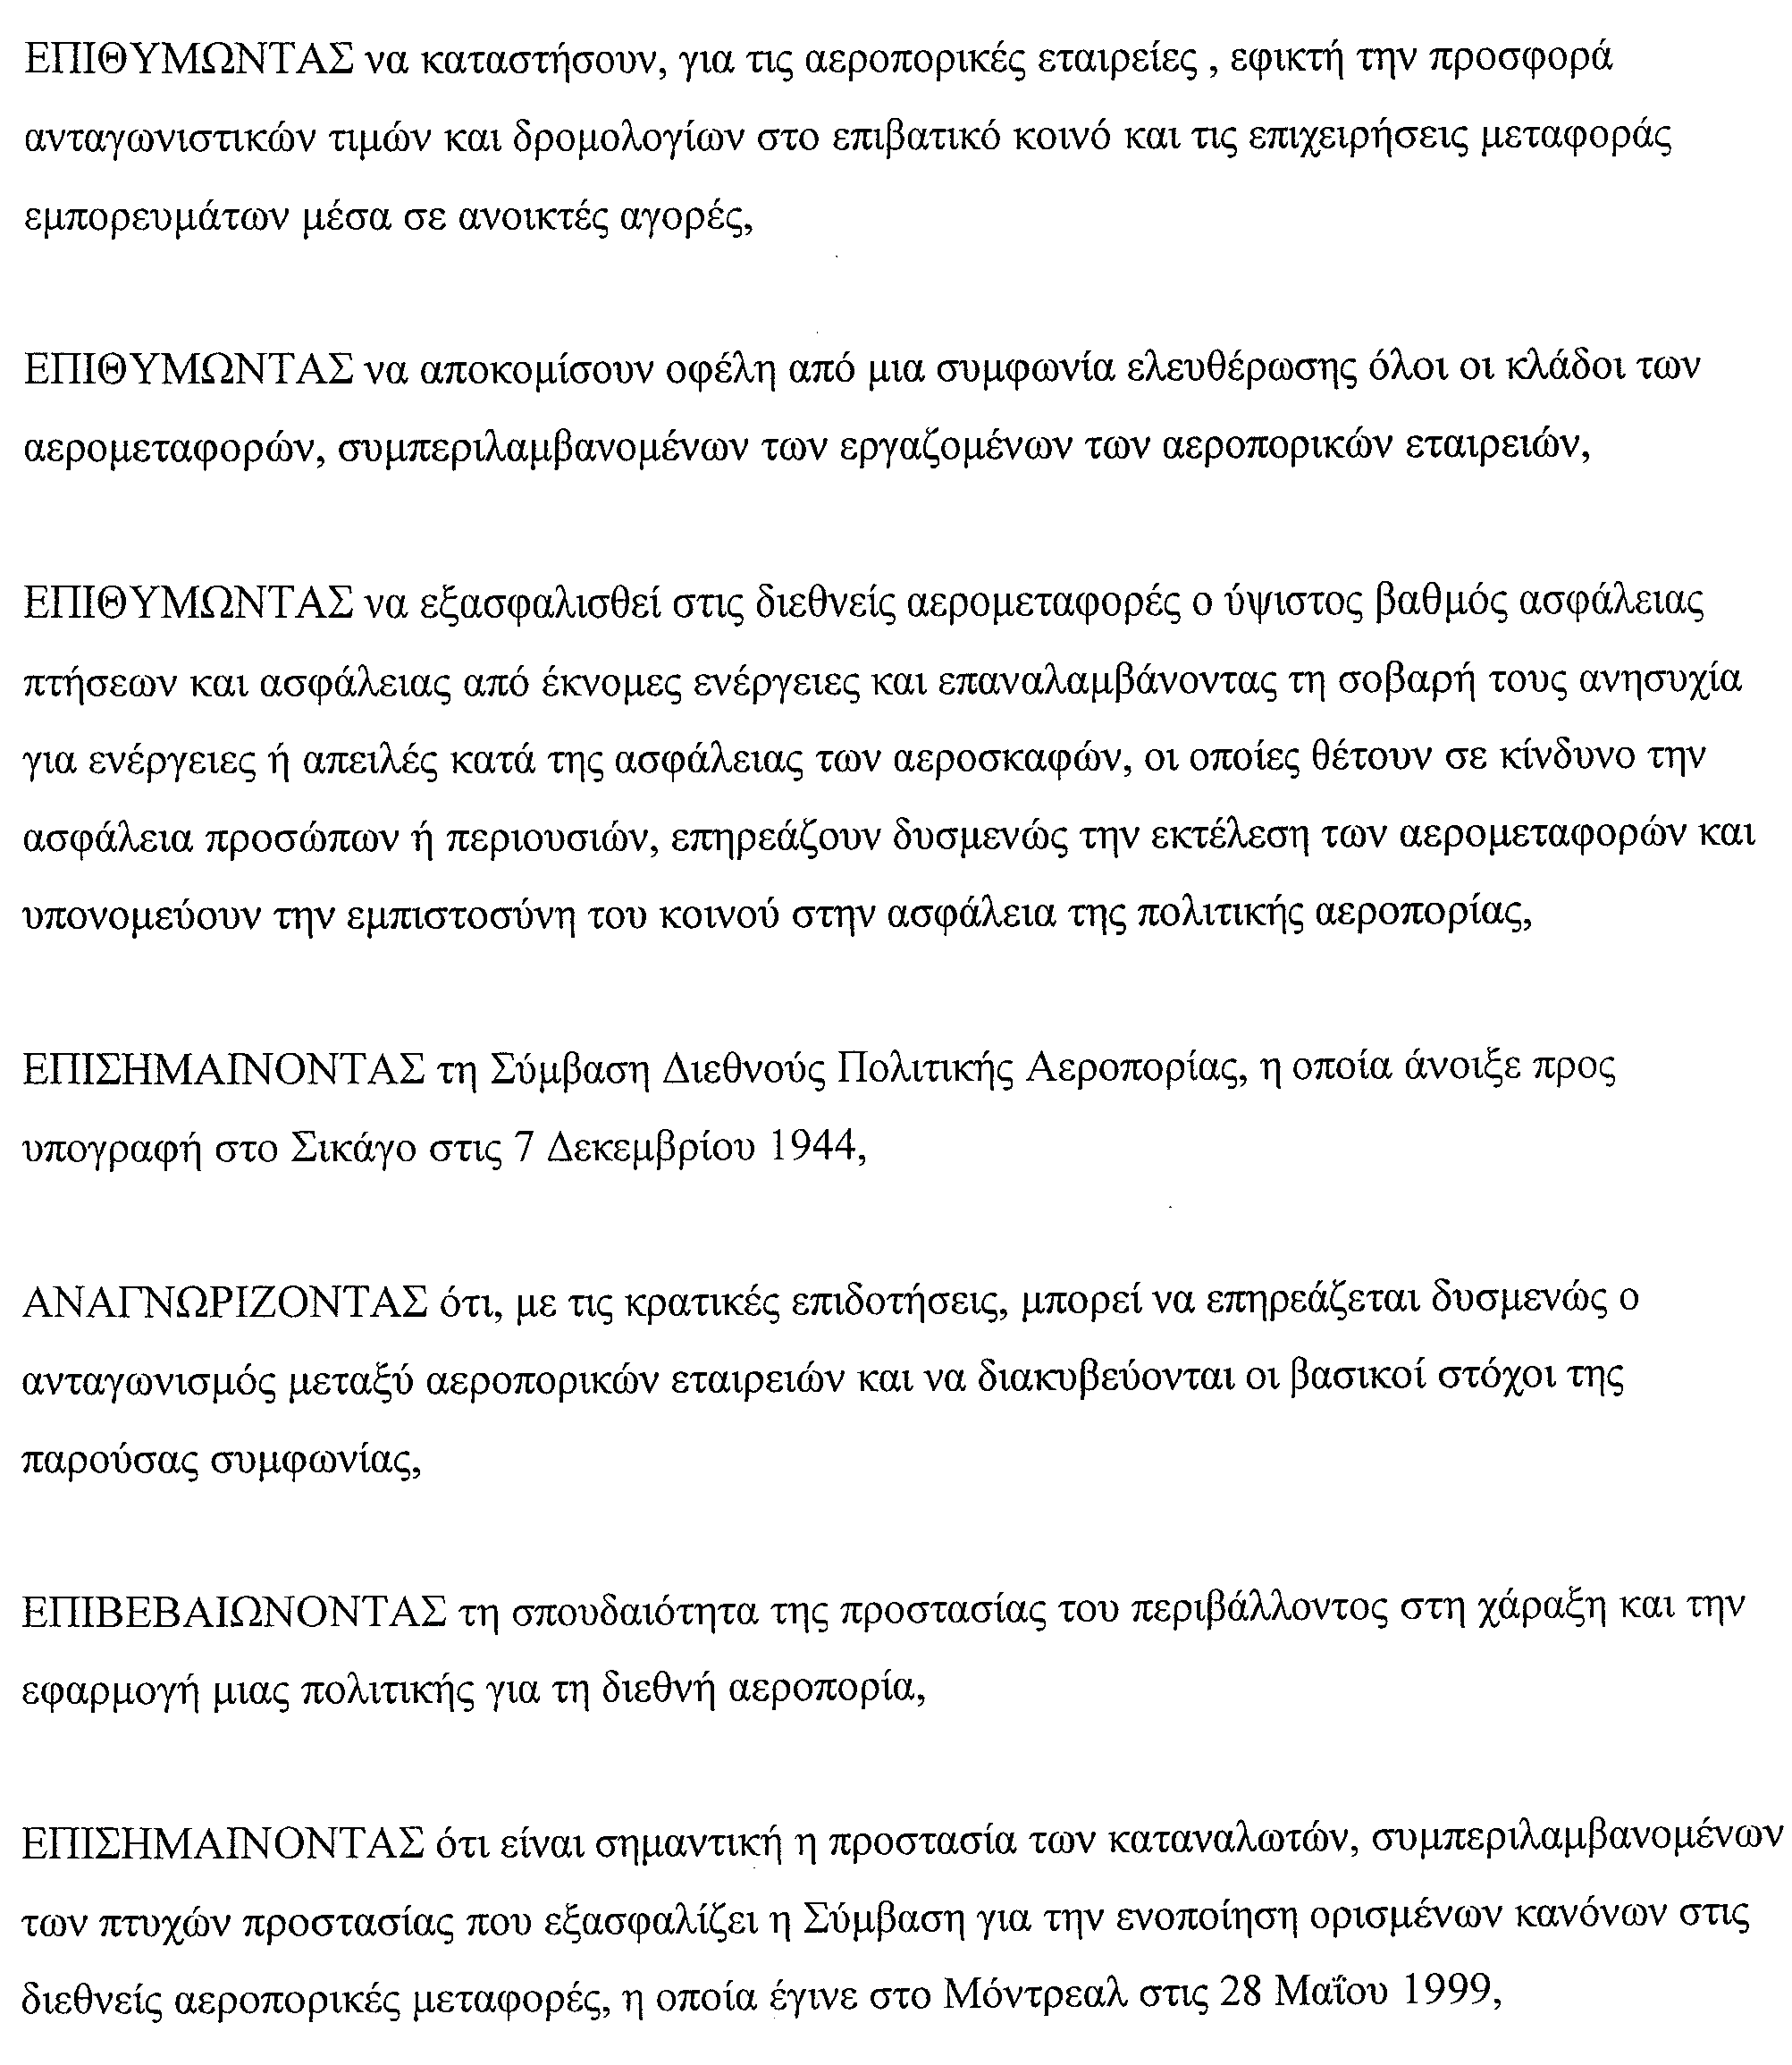 ΕΠΙΘΥΜΩΝΤΑΣ να καταστήσουν, για τις αεροπορικές εταιρείες , εφικτή την προσφορά
ανταγωνιστικών τιμών και δρομολογίων στο επιβατικό κοινό και τις επιχειρήσεις μεταφοράς
εμπορευμάτων μέσα σε ανοικτές αγορές,
ΕΠΙΘΥΜΩΝΤΑΣ να αποκομίσουν οφέλη από μια συμφωνία ελευθέρωσης όλοι οι κλάδοι των
αερομεταφορών, συμπεριλαμβανομένων των εργαζομένων των αεροπορικών εταιρειών,
ΕΠΙΘΥΜΩΝΤΑΣ να εξασφαλισθεί στις διεθνείς αερομεταφορές ο ύψιστος βαθμός ασφάλειας
πτήσεων και ασφάλειας από έκνομες ενέργειες και επαναλαμβάνοντας τη σοβαρή τους ανησυχία
για ενέργειες ή απειλές κατά της ασφάλειας των αεροσκαφών, οι οποίες θέτουν σε κίνδυνο την
ασφάλεια προσώπων ή περιουσιών, επηρεάζουν δυσμενώς την εκτέλεση των αερομεταφορών και
υπονομεύουν την εμπιστοσύνη του κοινού στην ασφάλεια της πολιτικής αεροπορίας,
ΕΠΙΣΗΜΑΙΝΟΝΤΑΣ τη Σύμβαση Διεθνούς Πολιτικής Αεροπορίας, η οποία άνοιξε προς
υπογραφή στο Σικάγο στις 7 Δεκεμβρίου 1944,
ΑΝΑΓΝΩΡΙΖΟΝΤΑΣ ότι, με τις κρατικές επιδοτήσεις, μπορεί να επηρεάζεται δυσμενώς ο
ανταγωνισμός μεταξύ αεροπορικών εταιρειών και να διακυβεύονται οι βασικοί στόχοι της
παρούσας συμφωνίας,
ΕΠΙΒΕΒΑΙΩΝΟΝΤΑΣ τη σπουδαιότητα της προστασίας του περιβάλλοντος στη χάραξη και την
εφαρμογή μιας πολιτικής για τη διεθνή αεροπορία,
ΕΠΙΣΗΜΑΙΝΟΝΤΑΣ ότι είναι σημαντική η προστασία των καταναλωτών, συμπεριλαμβανομένων
των πτυχών προστασίας που εξασφαλίζει η Σύμβαση για την ενοποίηση ορισμένων κανόνων στις
διεθνείς αεροπορικές μεταφορές, η οποία έγινε στο Μόντρεαλ στις 28 Μαΐου 1999,